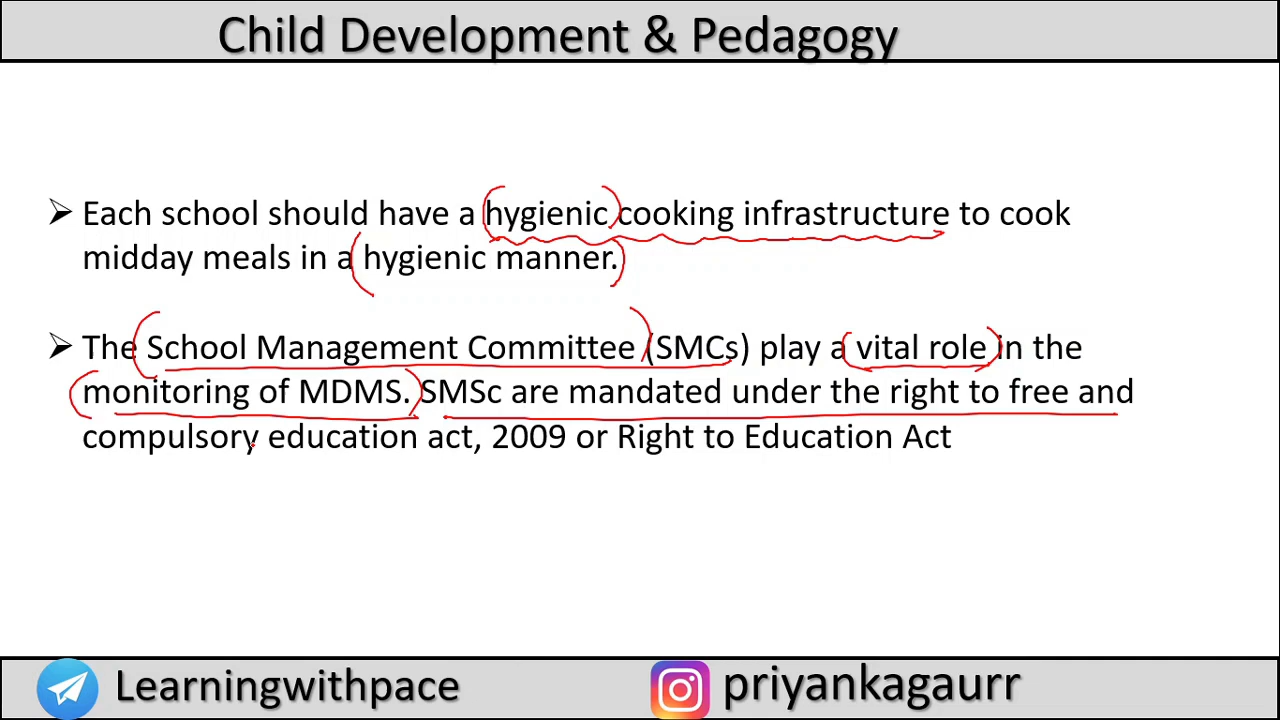 Child Development & Pedagogy
➢ Each school should have a hygienic cooking infrastructure to cook
midday meals in a hygienic manner.
➢ The School Management Committee (SMCs) play a vital role in the
monitoring of MDMS. SMSc are mandated under the right to free and
compulsory education act, 2009 or Right to Education Act
Learningwithpace
priyankagaurr